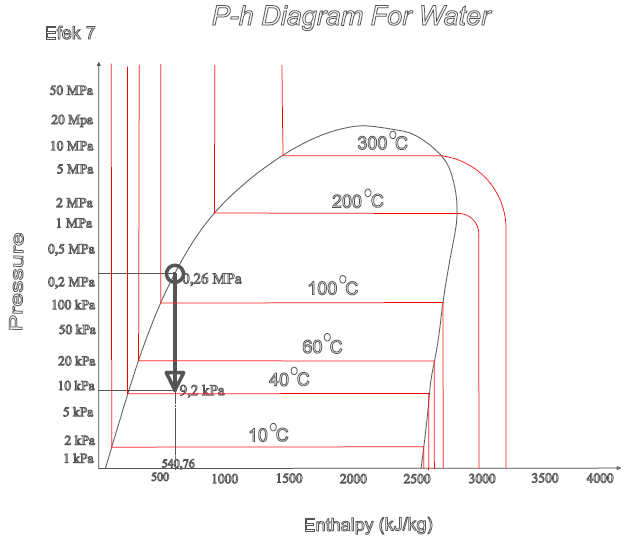 P-h Diagram For Water
Efek 7
50 MPa
20 Mpa
10 MPa
5 MPa
2 MPa
1 MPa
0,5 MPa
0,2 MPa
100 kPa
50 kPa
20 kPa
10 kPa
5 kPa
2 kPa
1 kPa
Pressure
300°C
200°C
0,26 MPa
100°C
60°C
40°C
9,2 kPa
10°C
540,76
500 1000 1500 2000 2500 3000 3500 4000
Enthalpy (kJ/kg)